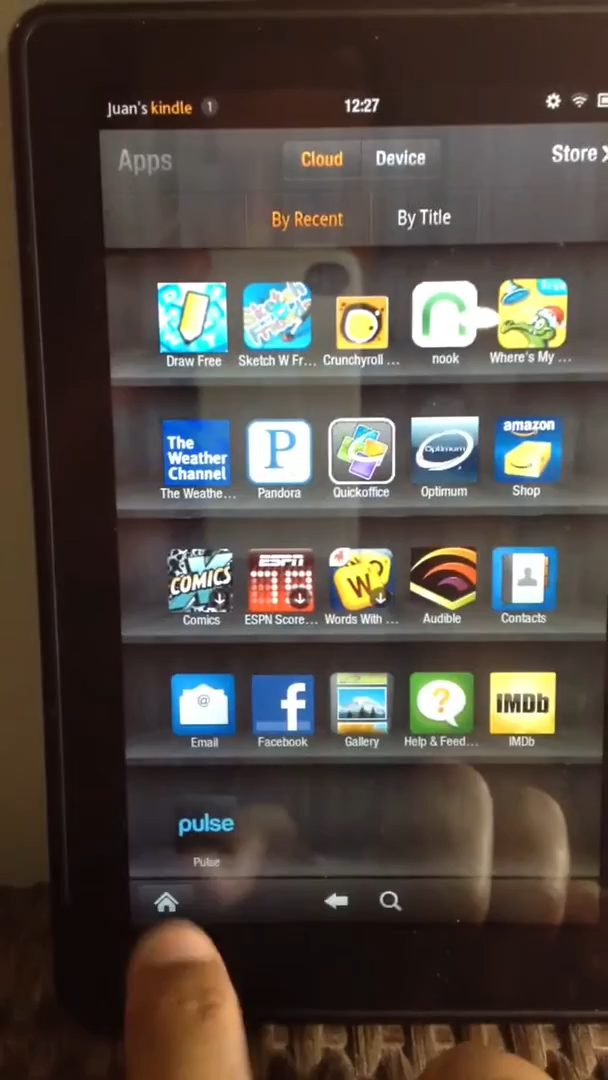 Juan's kindle 1 12:27
Apps Cloud Device Store
By Recent By Title
Draw Free Sketch W Fr... Crunchyroll ... nook Where's My ...
The Weather Channel P Optimum amazon
The Weathe... Pandora Quickoffice Optimum Shop
COMICS ESPN W
Comics ESPN Score... Words With ... Audible Contacts
@ f ? IMDb
Email Facebook Gallery Help & Feed... IMDb
pulse
Pulse